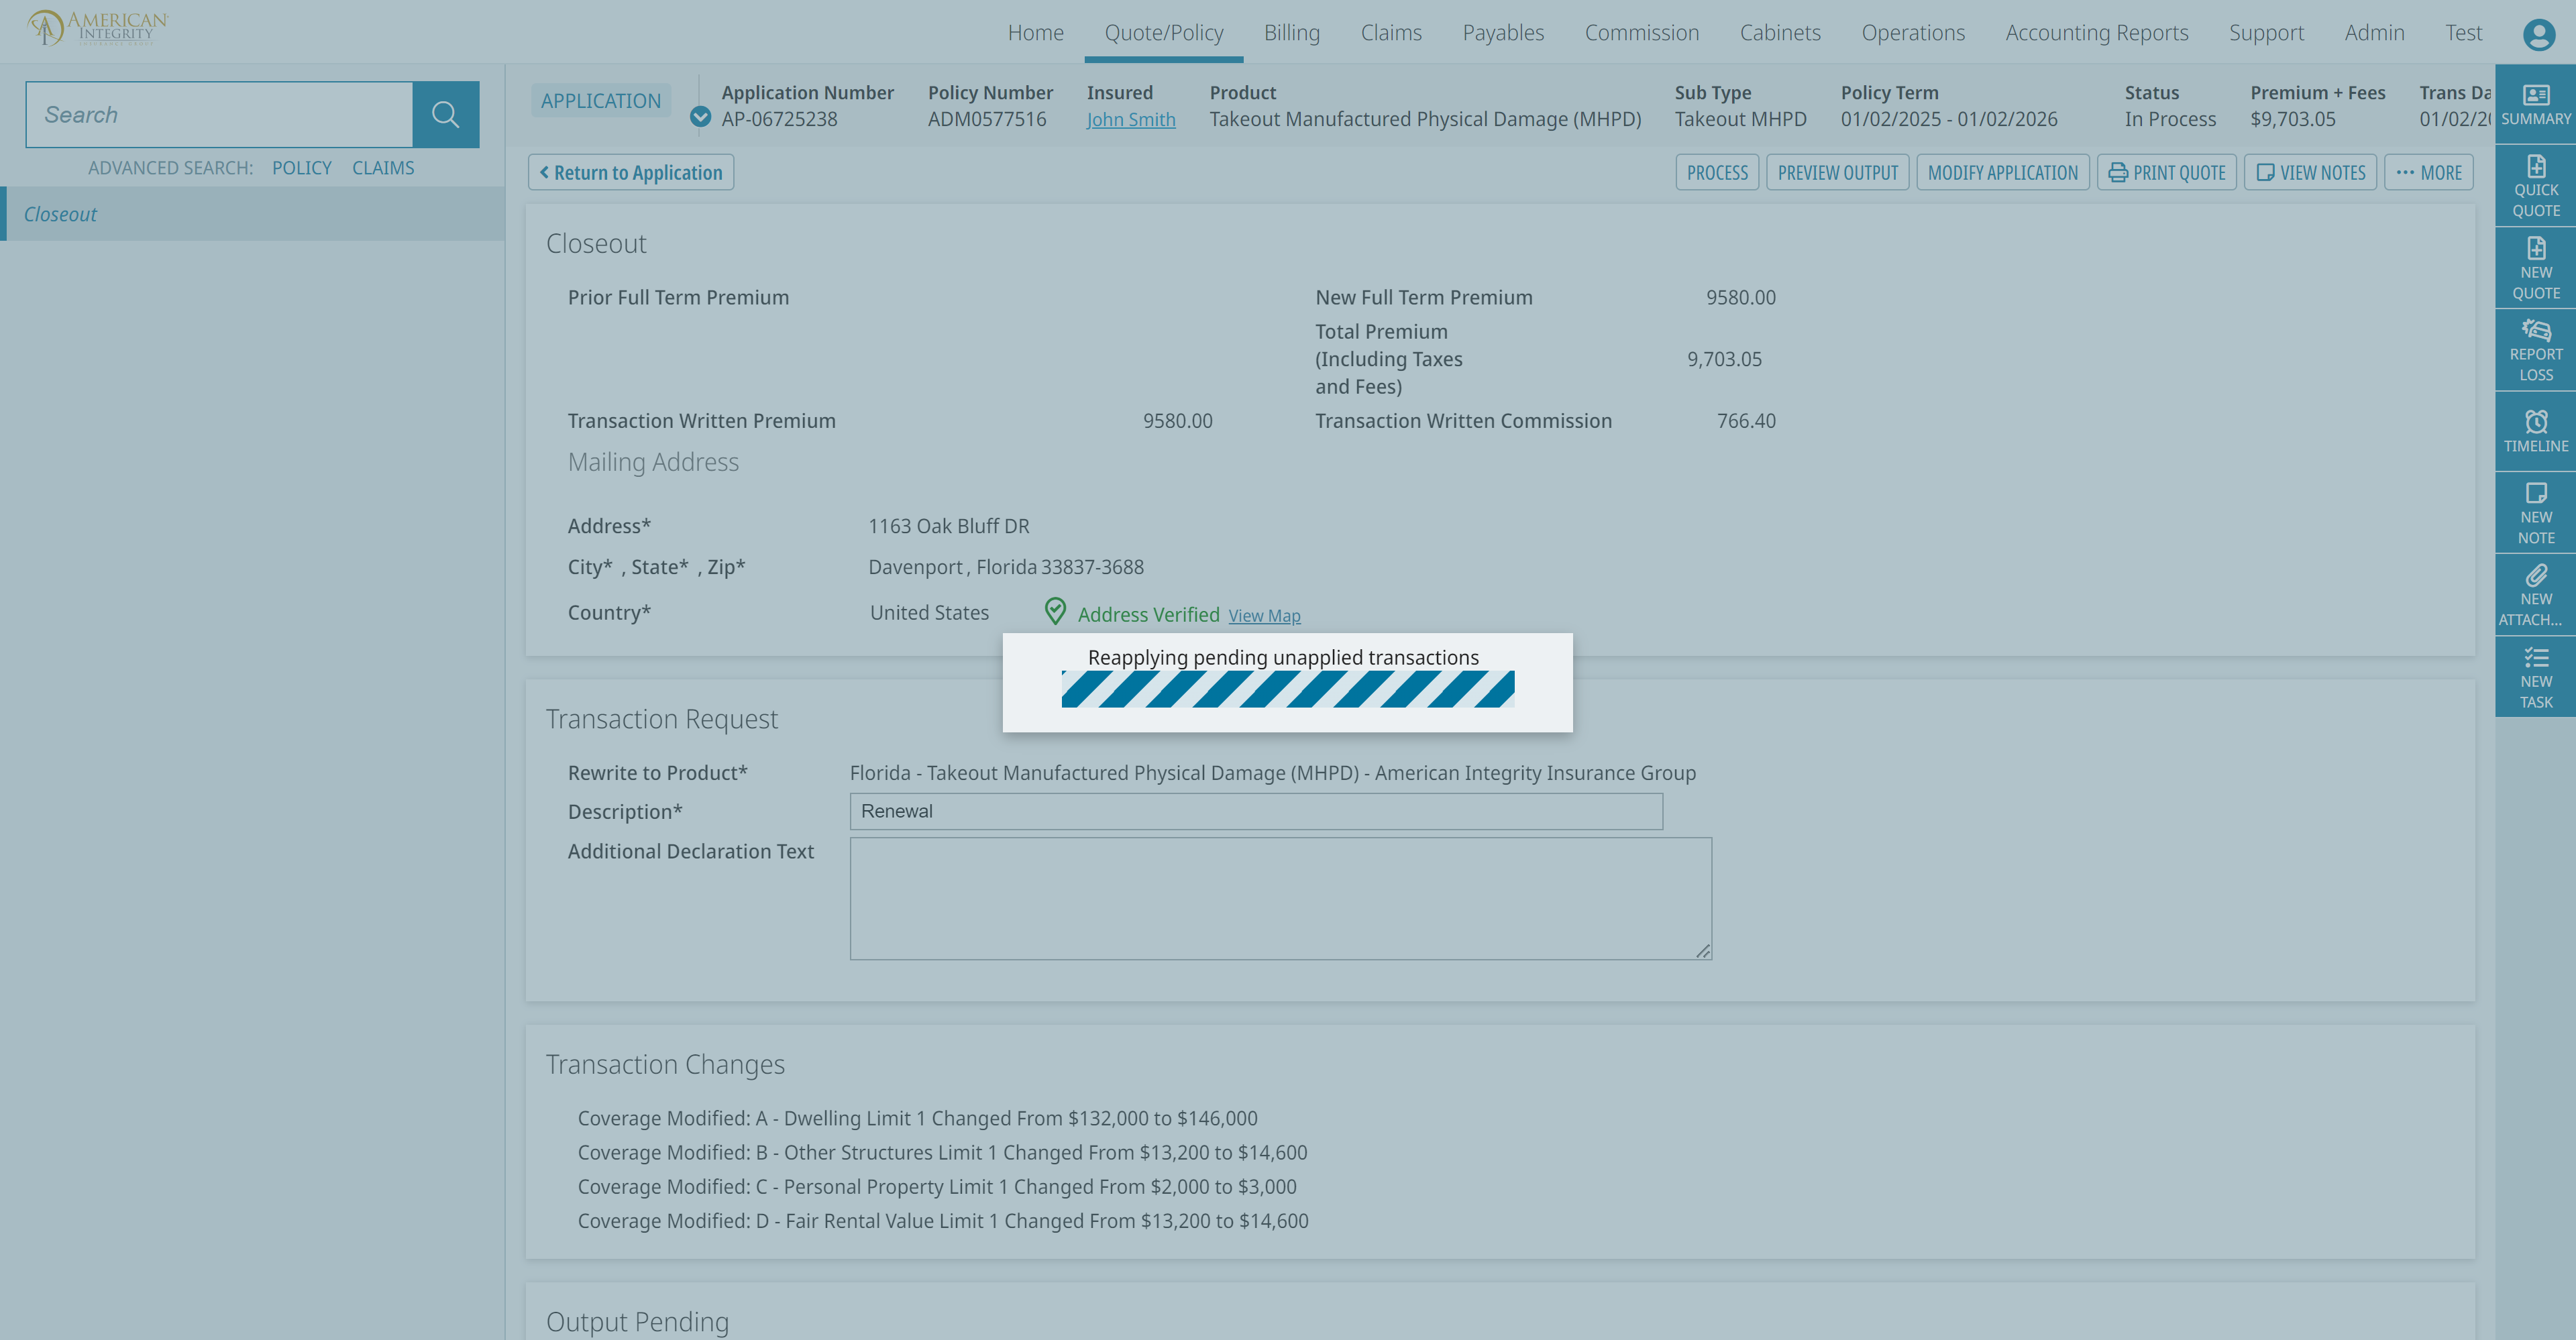 AMERICAN
INTEGRITY
Home Quote/Policy Billing Claims Payables Commission Cabinets Operations Accounting Reports Support Admin Test
Search
ADVANCED SEARCH: POLICY CLAIMS
Closeout
APPLICATION
Application Number Policy Number Insured Product Sub Type Policy Term Status Premium + Fees Trans Da
AP-06725238 ADM0577516 John Smith Takeout Manufactured Physical Damage (MHPD) Takeout MHPD 01/02/2025 - 01/02/2026 In Process $9,703.05 01/02/20
Return to Application PROCESS PREVIEW OUTPUT MODIFY APPLICATION PRINT QUOTE VIEW NOTES ··· MORE
Closeout
Prior Full Term Premium New Full Term Premium 9580.00
Total Premium
(Including Taxes 9,703.05
and Fees)
Transaction Written Premium 9580.00 Transaction Written Commission 766.40
Mailing Address
Address* 1163 Oak Bluff DR
City* , State* , Zip* Davenport , Florida 33837-3688
Country* United States Address Verified View Map
Reapplying pending unapplied transactions
Transaction Request
Rewrite to Product* Florida - Takeout Manufactured Physical Damage (MHPD) - American Integrity Insurance Group
Description* Renewal
Additional Declaration Text
Transaction Changes
Coverage Modified: A - Dwelling Limit 1 Changed From $132,000 to $146,000
Coverage Modified: B - Other Structures Limit 1 Changed From $13,200 to $14,600
Coverage Modified: C - Personal Property Limit 1 Changed From $2,000 to $3,000
Coverage Modified: D - Fair Rental Value Limit 1 Changed From $13,200 to $14,600
Output Pending
SUMMARY
QUICK
QUOTE
NEW
QUOTE
REPORT
LOSS
TIMELINE
NEW
NOTE
NEW
ATTACH...
NEW
TASK